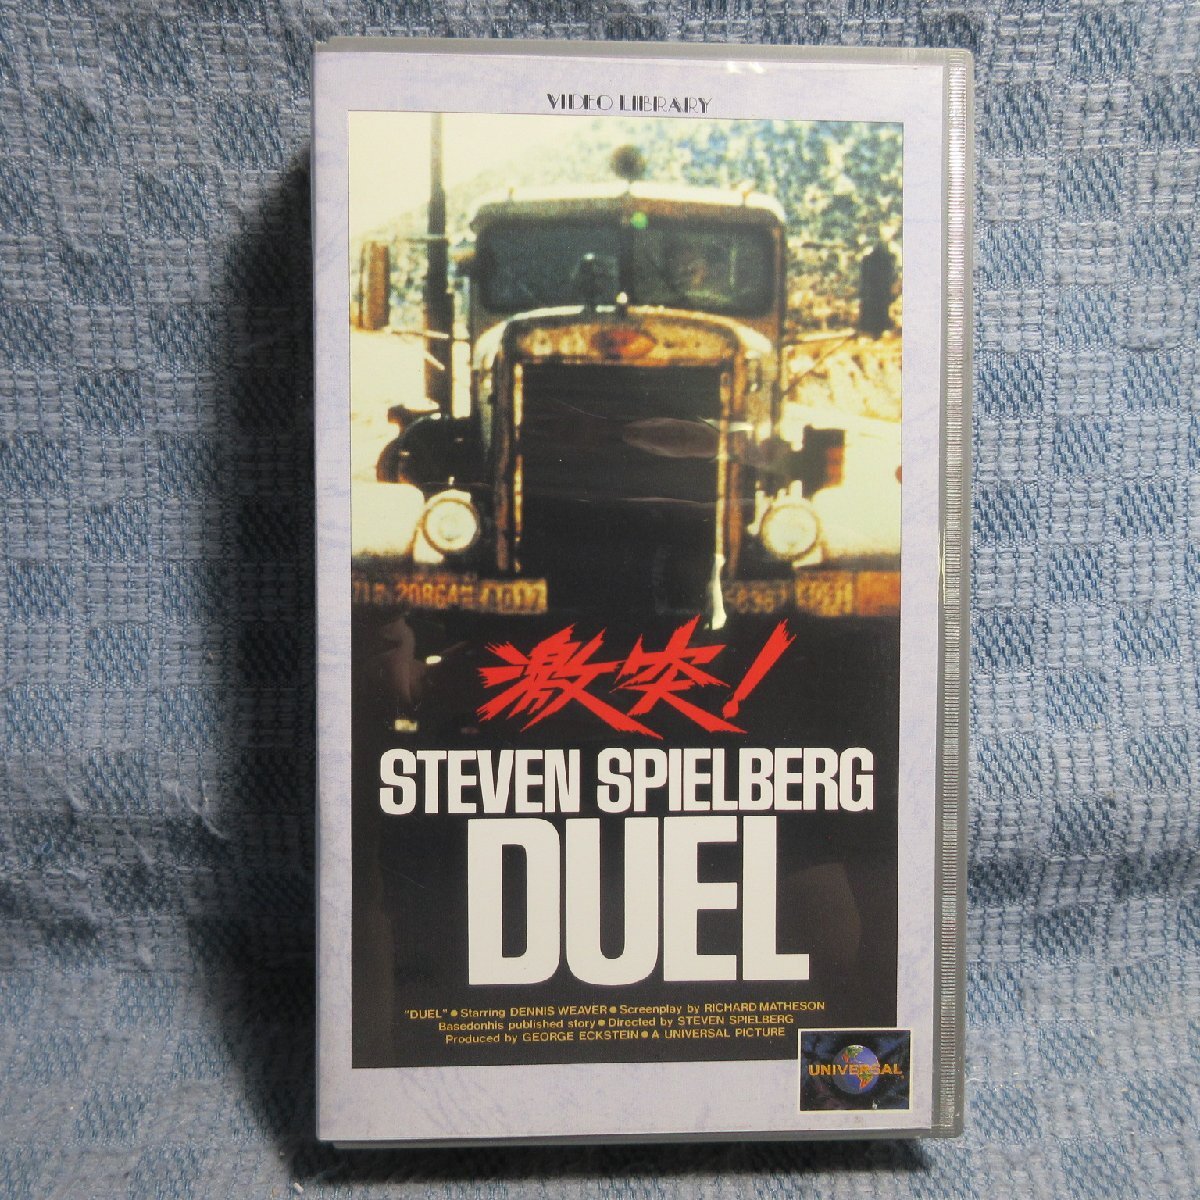 VIDEO LIBRARY
20864
激突!
STEVEN SPIELBERG
DUEL
"DUEL" ● Starring DENNIS WEAVER ● Screenplay by RICHARD MATHESON
Basedonhis published story ● Directed by STEVEN SPIELBERG
Produced by GEORGE ECKSTEIN ● A UNIVERSAL PICTURE
UNIVERSAL